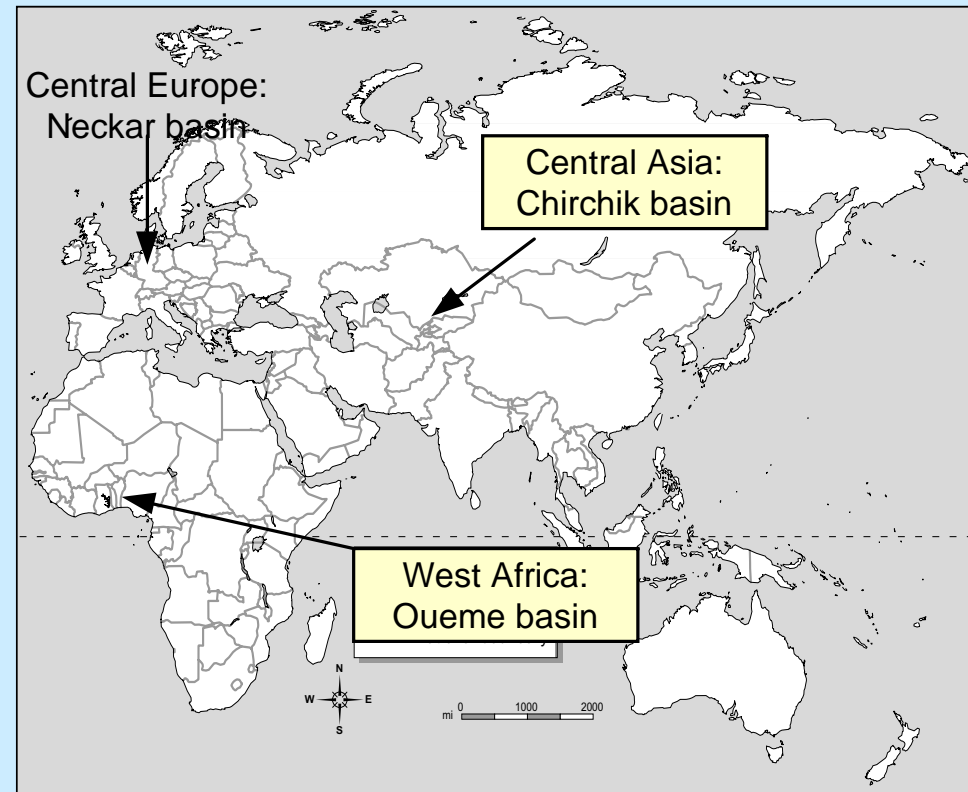 Central Europe:
Neckar basin
Central Asia:
Chirchik basin
West Africa:
Oueme basin
N
W E
S
mi 0 1000 2000